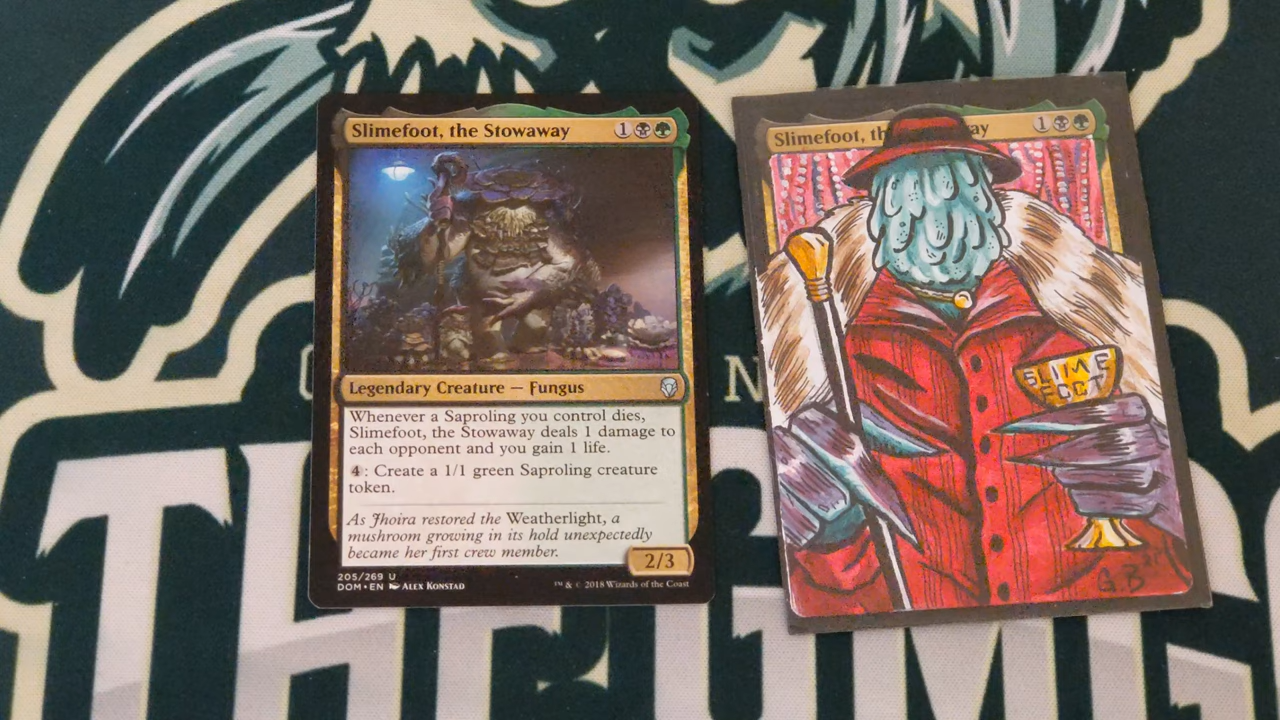 Slimefoot, the Stowaway 1
Legendary Creature — Fungus
Whenever a Saproling you control dies,
Slimefoot, the Stowaway deals 1 damage to
each opponent and you gain 1 life.
4: Create a 1/1 green Saproling creature
token.
As Jhoira restored the Weatherlight, a
mushroom growing in its hold unexpectedly
became her first crew member.
2/3
205/269 U
DOM • EN ALEX KONSTAD
™ & © 2018 Wizards of the Coast
Slimefoot, th way 1
SLIME
FOOT
N